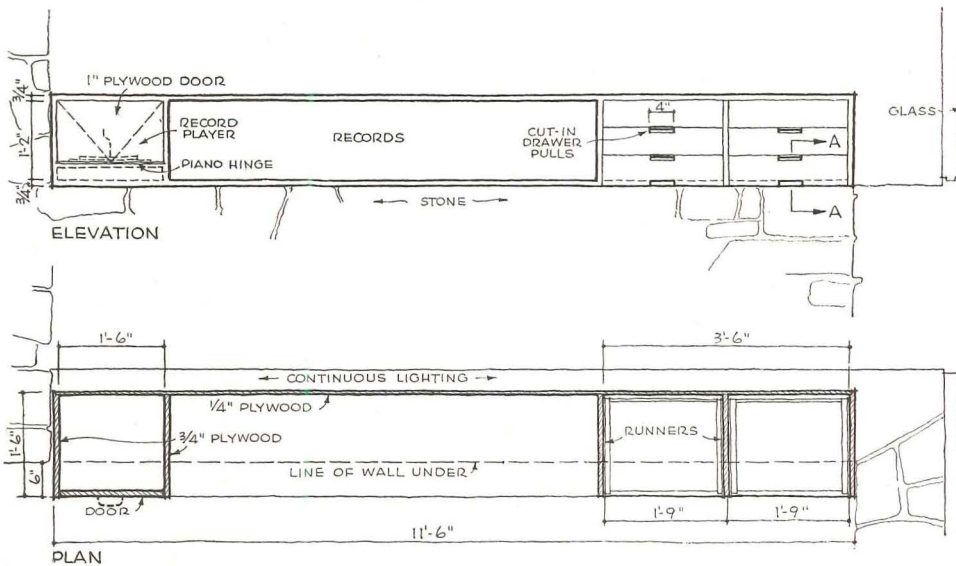 1" PLYWOOD DOOR
3/4"
1'-2"
3/4"
RECORD
PLAYER
PIANO HINGE
RECORDS
4"
CUT-IN
DRAWER
PULLS
A
A
GLASS
STONE
ELEVATION
1'-6"
3'-6"
CONTINUOUS LIGHTING
1/4" PLYWOOD
3/4" PLYWOOD
1'-6"
6"
RUNNERS
LINE OF WALL UNDER
DOOR
1'-9"
1'-9"
11'-6"
PLAN